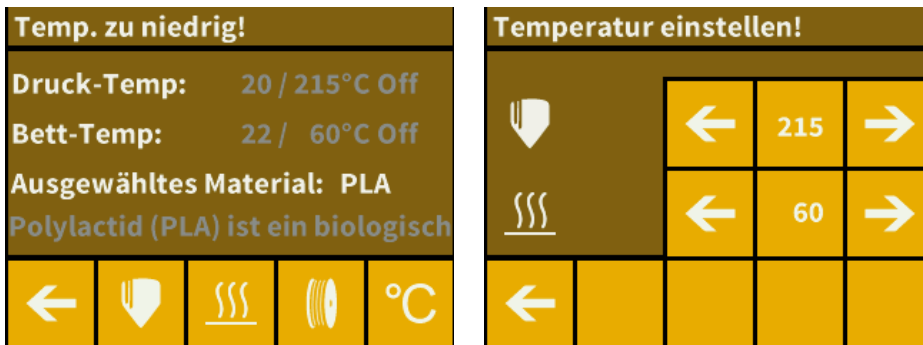 Temp. zu niedrig!
Druck-Temp: 20 / 215°C Off
Bett-Temp: 22 / 60°C Off
Ausgewähltes Material: PLA
Polylactid (PLA) ist ein biologisch
°C
Temperatur einstellen!
215
60